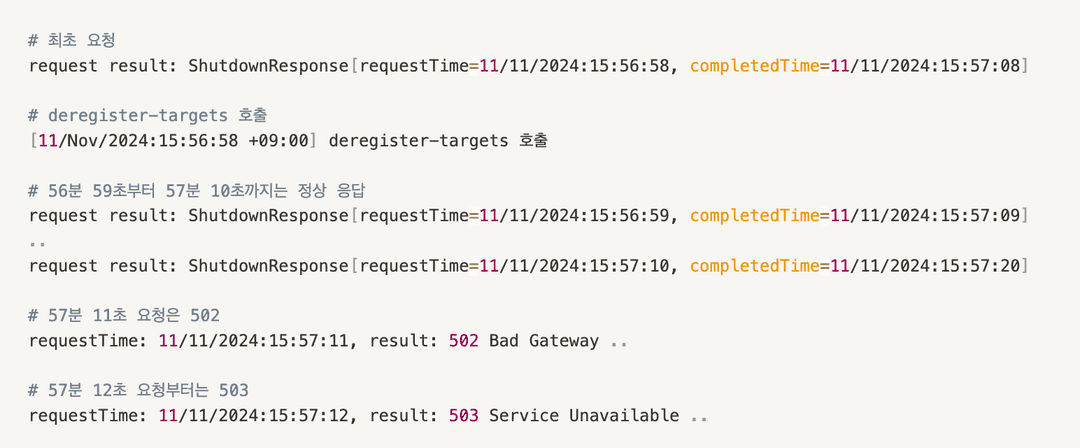 # 최초 요청
request result: ShutdownResponse[requestTime=11/11/2024:15:56:58, completedTime=11/11/2024:15:57:08]
# deregister-targets 호출
[11/Nov/2024:15:56:58 +09:00] deregister-targets 호출
# 56분 59초부터 57분 10초까지는 정상 응답
request result: ShutdownResponse[requestTime=11/11/2024:15:56:59, completedTime=11/11/2024:15:57:09]
..
request result: ShutdownResponse[requestTime=11/11/2024:15:57:10, completedTime=11/11/2024:15:57:20]
# 57분 11초 요청은 502
requestTime: 11/11/2024:15:57:11, result: 502 Bad Gateway ..
# 57분 12초 요청부터는 503
requestTime: 11/11/2024:15:57:12, result: 503 Service Unavailable ..